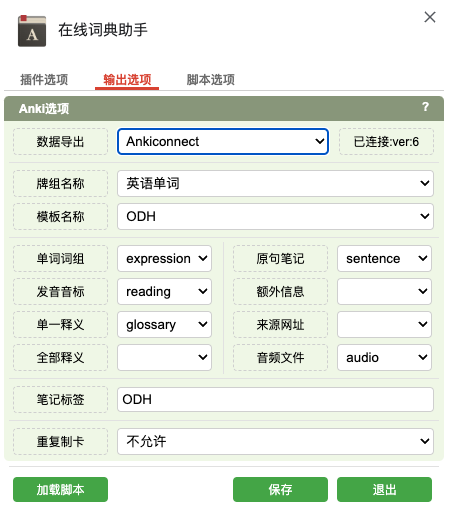 A
在线词典助手
插件选项 输出选项 脚本选项
Anki选项 ?
数据导出 Ankiconnect 已连接:ver:6
牌组名称 英语单词
模板名称 ODH
单词词组 expression 原句笔记 sentence
发音音标 reading 额外信息
单一释义 glossary 来源网址
全部释义 音频文件 audio
笔记标签 ODH
重复制卡 不允许
加载脚本 保存 退出